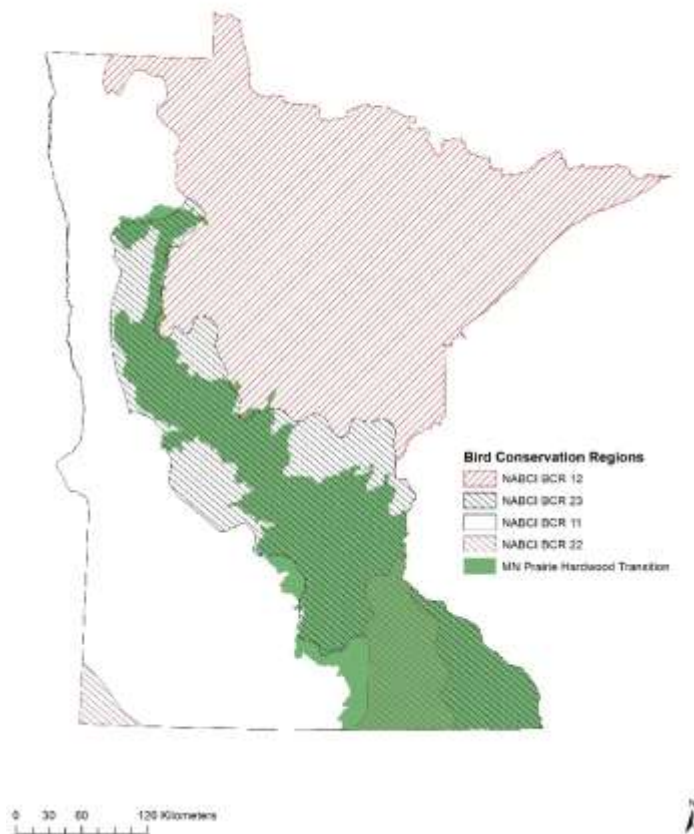 Bird Conservation Regions
NABCI BCR 12
NABCI BCR 23
NABCI BCR 11
NABCI BCR 22
MN Prairie Hardwood Transition
0 30 60 120 Kilometers
N